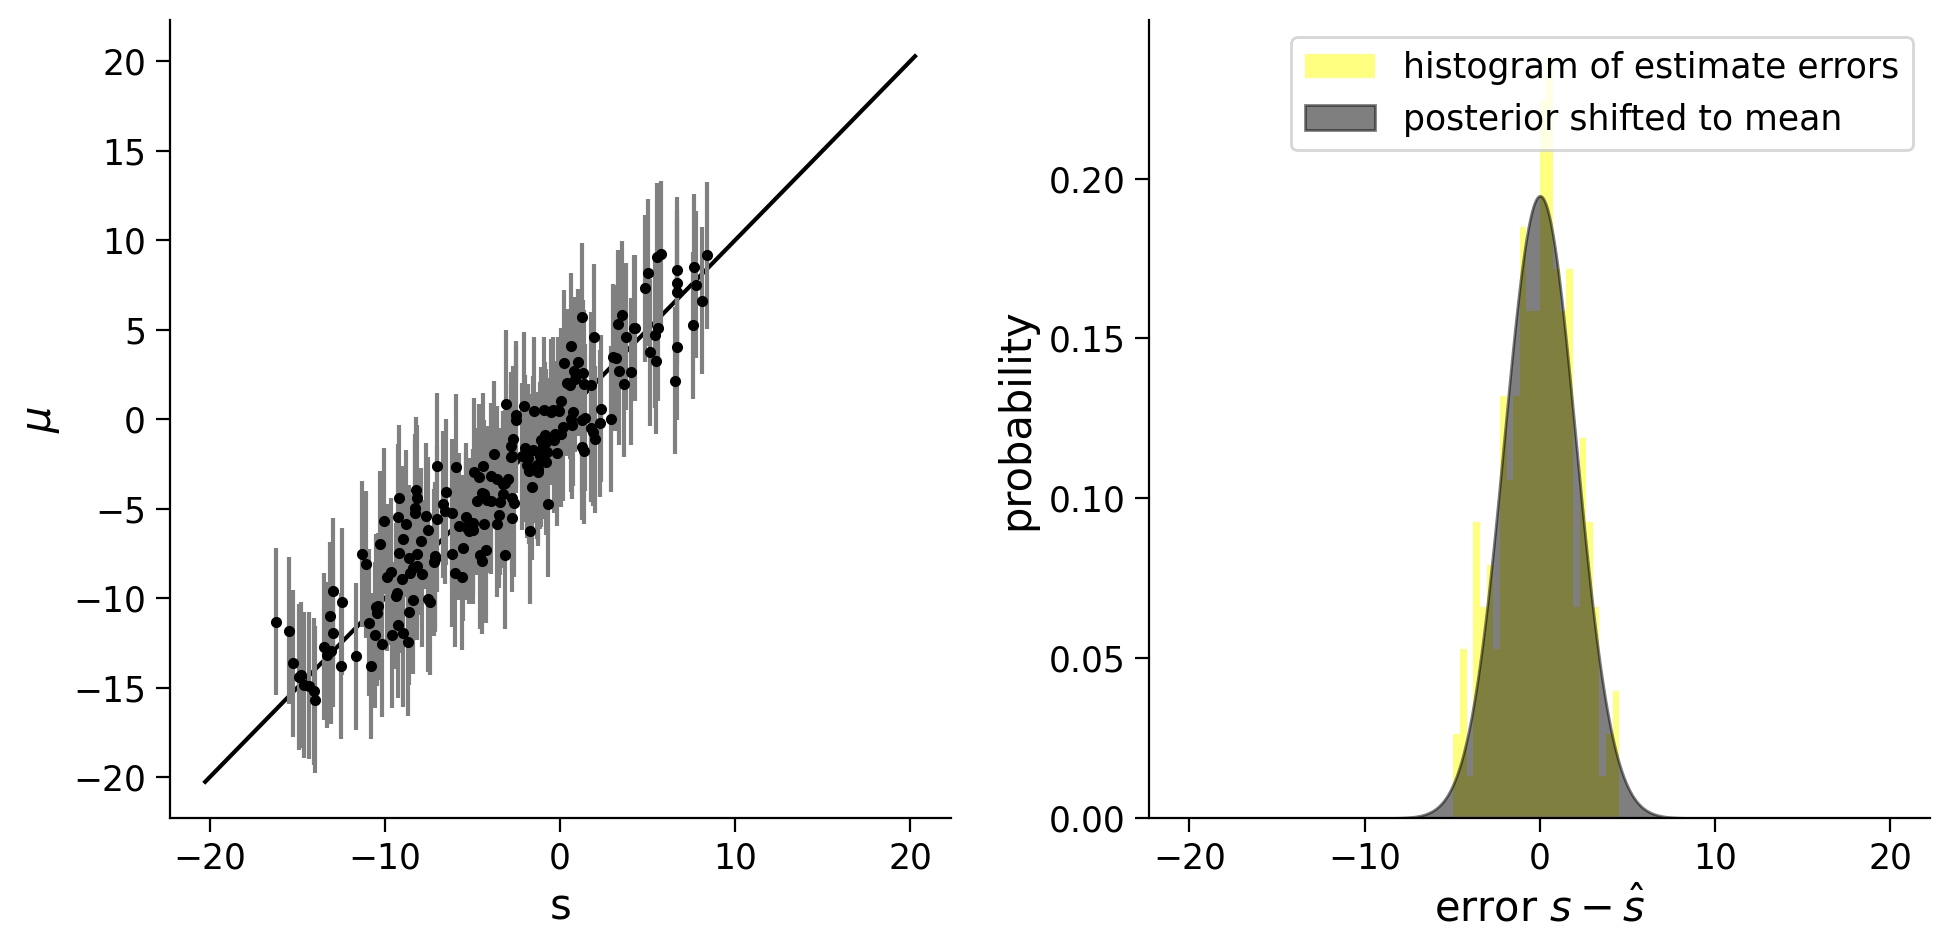 20
15
10
5
0
−5
−10
−15
−20
μ
−20 −10 0 10 20
s
histogram of estimate errors
posterior shifted to mean
0.20
0.15
0.10
0.05
0.00
probability
−20 −10 0 10 20
error s − ŝ